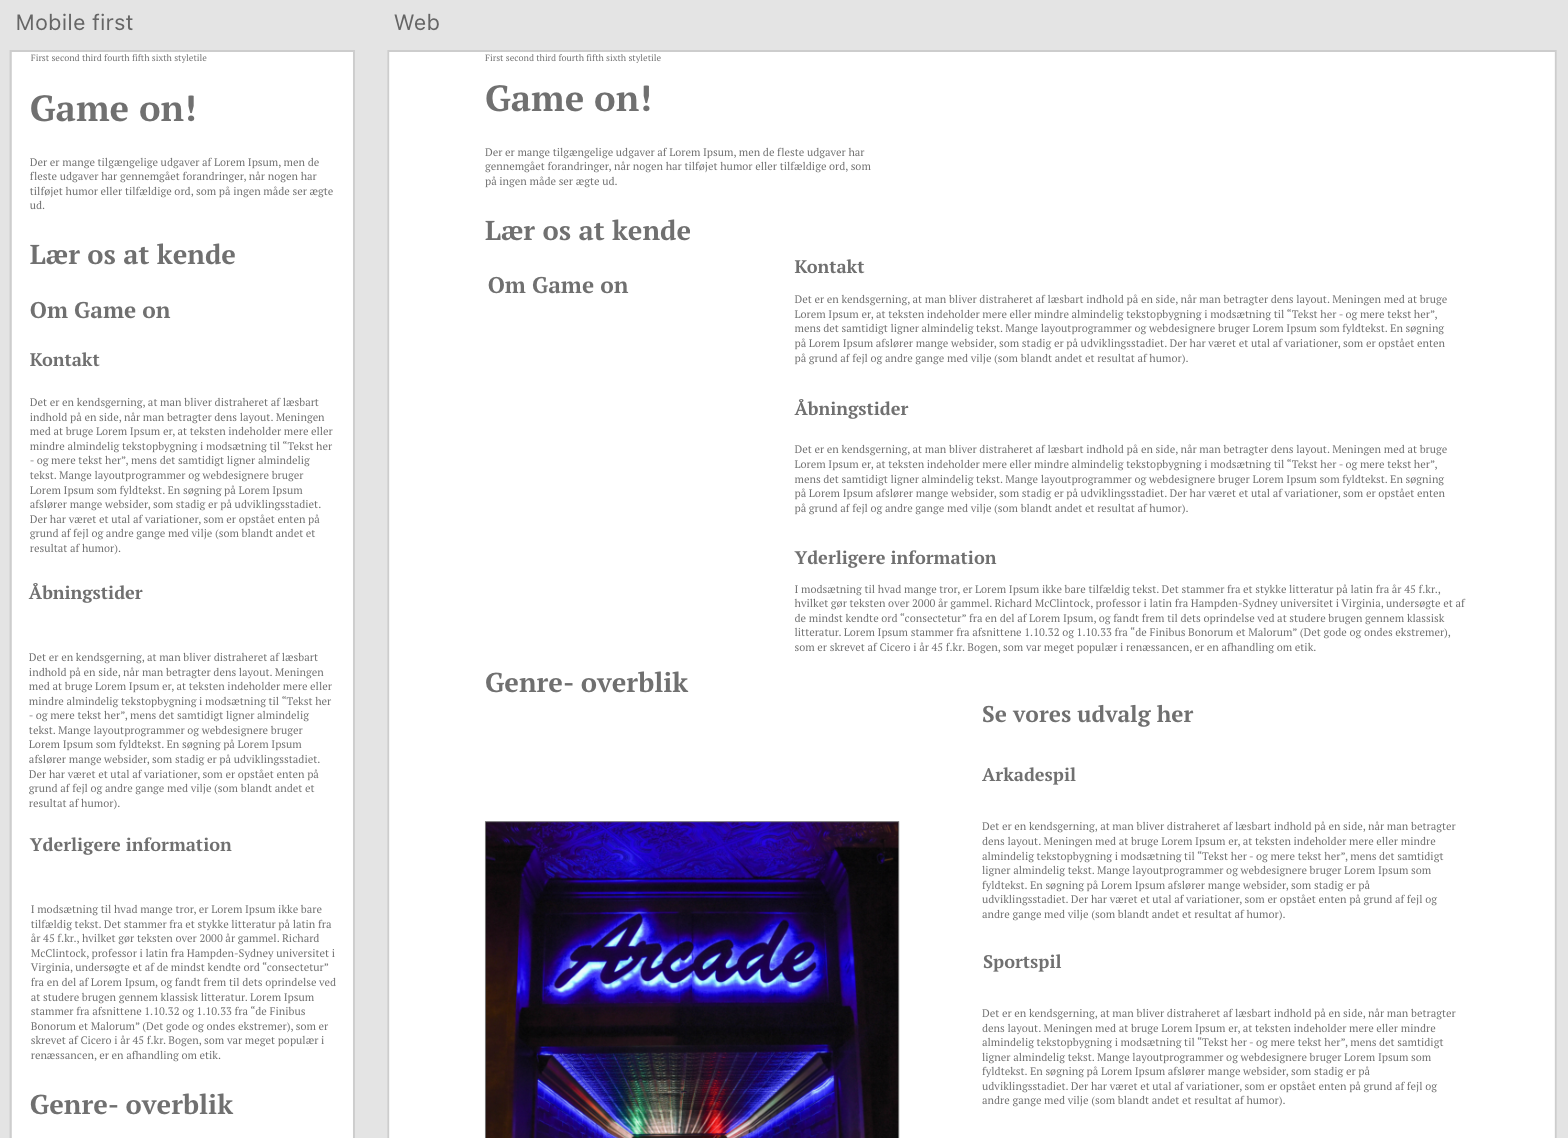 Mobile first
First second third fourth fifth sixth styletile
Game on!
Der er mange tilgængelige udgaver af Lorem Ipsum, men de
fleste udgaver har gennemgået forandringer, når nogen har
tilføjet humor eller tilfældige ord, som på ingen måde ser ægte
ud.
Lær os at kende
Om Game on
Kontakt
Det er en kendsgerning, at man bliver distraheret af læsbart
indhold på en side, når man betragter dens layout. Meningen
med at bruge Lorem Ipsum er, at teksten indeholder mere eller
mindre almindelig tekstopbygning i modsætning til “Tekst her
- og mere tekst her”, mens det samtidigt ligner almindelig
tekst. Mange layoutprogrammer og webdesignere bruger
Lorem Ipsum som fyldtekst. En søgning på Lorem Ipsum
afslører mange websider, som stadig er på udviklingsstadiet.
Der har været et utal af variationer, som er opstået enten på
grund af fejl og andre gange med vilje (som blandt andet et
resultat af humor).
Åbningstider
Det er en kendsgerning, at man bliver distraheret af læsbart
indhold på en side, når man betragter dens layout. Meningen
med at bruge Lorem Ipsum er, at teksten indeholder mere eller
mindre almindelig tekstopbygning i modsætning til “Tekst her
- og mere tekst her”, mens det samtidigt ligner almindelig
tekst. Mange layoutprogrammer og webdesignere bruger
Lorem Ipsum som fyldtekst. En søgning på Lorem Ipsum
afslører mange websider, som stadig er på udviklingsstadiet.
Der har været et utal af variationer, som er opstået enten på
grund af fejl og andre gange med vilje (som blandt andet et
resultat af humor).
Yderligere information
I modsætning til hvad mange tror, er Lorem Ipsum ikke bare
tilfældig tekst. Det stammer fra et stykke litteratur på latin fra
år 45 f.kr., hvilket gør teksten over 2000 år gammel. Richard
McClintock, professor i latin fra Hampden-Sydney universitet i
Virginia, undersøgte et af de mindst kendte ord “consectetur”
fra en del af Lorem Ipsum, og fandt frem til dets oprindelse ved
at studere brugen gennem klassisk litteratur. Lorem Ipsum
stammer fra afsnittene 1.10.32 og 1.10.33 fra “de Finibus
Bonorum et Malorum” (Det gode og ondes ekstremer), som er
skrevet af Cicero i år 45 f.kr. Bogen, som var meget populær i
renæssancen, er en afhandling om etik.
Genre- overblik
Web
First second third fourth fifth sixth styletile
Game on!
Der er mange tilgængelige udgaver af Lorem Ipsum, men de fleste udgaver har
gennemgået forandringer, når nogen har tilføjet humor eller tilfældige ord, som
på ingen måde ser ægte ud.
Lær os at kende
Om Game on
Kontakt
Det er en kendsgerning, at man bliver distraheret af læsbart indhold på en side, når man betragter dens layout. Meningen med at bruge
Lorem Ipsum er, at teksten indeholder mere eller mindre almindelig tekstopbygning i modsætning til “Tekst her - og mere tekst her”,
mens det samtidigt ligner almindelig tekst. Mange layoutprogrammer og webdesignere bruger Lorem Ipsum som fyldtekst. En søgning
på Lorem Ipsum afslører mange websider, som stadig er på udviklingsstadiet. Der har været et utal af variationer, som er opstået enten
på grund af fejl og andre gange med vilje (som blandt andet et resultat af humor).
Åbningstider
Det er en kendsgerning, at man bliver distraheret af læsbart indhold på en side, når man betragter dens layout. Meningen med at bruge
Lorem Ipsum er, at teksten indeholder mere eller mindre almindelig tekstopbygning i modsætning til “Tekst her - og mere tekst her”,
mens det samtidigt ligner almindelig tekst. Mange layoutprogrammer og webdesignere bruger Lorem Ipsum som fyldtekst. En søgning
på Lorem Ipsum afslører mange websider, som stadig er på udviklingsstadiet. Der har været et utal af variationer, som er opstået enten
på grund af fejl og andre gange med vilje (som blandt andet et resultat af humor).
Yderligere information
I modsætning til hvad mange tror, er Lorem Ipsum ikke bare tilfældig tekst. Det stammer fra et stykke litteratur på latin fra år 45 f.kr.,
hvilket gør teksten over 2000 år gammel. Richard McClintock, professor i latin fra Hampden-Sydney universitet i Virginia, undersøgte et af
de mindst kendte ord “consectetur” fra en del af Lorem Ipsum, og fandt frem til dets oprindelse ved at studere brugen gennem klassisk
litteratur. Lorem Ipsum stammer fra afsnittene 1.10.32 og 1.10.33 fra “de Finibus Bonorum et Malorum” (Det gode og ondes ekstremer),
som er skrevet af Cicero i år 45 f.kr. Bogen, som var meget populær i renæssancen, er en afhandling om etik.
Genre- overblik
Arcade
Se vores udvalg her
Arkadespil
Det er en kendsgerning, at man bliver distraheret af læsbart indhold på en side, når man betragter
dens layout. Meningen med at bruge Lorem Ipsum er, at teksten indeholder mere eller mindre
almindelig tekstopbygning i modsætning til “Tekst her - og mere tekst her”, mens det samtidigt
ligner almindelig tekst. Mange layoutprogrammer og webdesignere bruger Lorem Ipsum som
fyldtekst. En søgning på Lorem Ipsum afslører mange websider, som stadig er på
udviklingsstadiet. Der har været et utal af variationer, som er opstået enten på grund af fejl og
andre gange med vilje (som blandt andet et resultat af humor).
Sportspil
Det er en kendsgerning, at man bliver distraheret af læsbart indhold på en side, når man betragter
dens layout. Meningen med at bruge Lorem Ipsum er, at teksten indeholder mere eller mindre
almindelig tekstopbygning i modsætning til “Tekst her - og mere tekst her”, mens det samtidigt
ligner almindelig tekst. Mange layoutprogrammer og webdesignere bruger Lorem Ipsum som
fyldtekst. En søgning på Lorem Ipsum afslører mange websider, som stadig er på
udviklingsstadiet. Der har været et utal af variationer, som er opstået enten på grund af fejl og
andre gange med vilje (som blandt andet et resultat af humor).